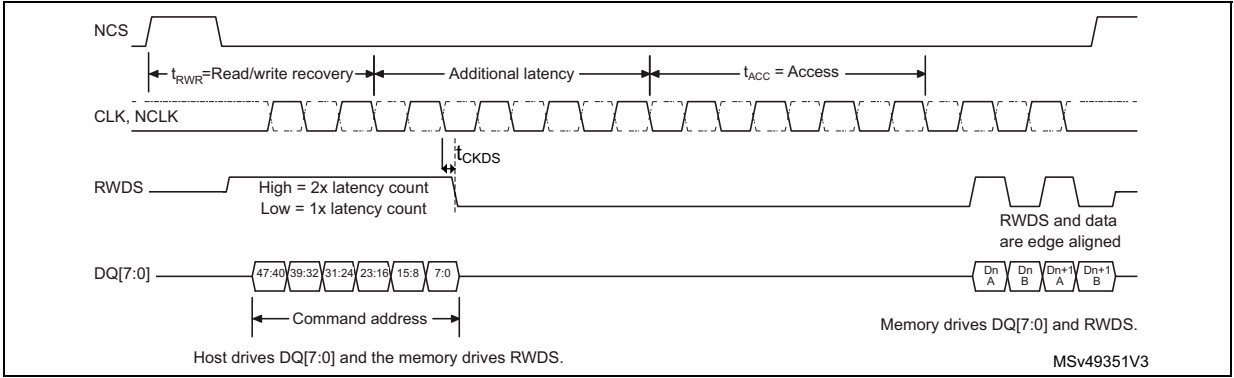 NCS
tRWR=Read/write recovery
Additional latency
tACC = Access
CLK, NCLK
tCKDS
RWDS
High = 2x latency count
Low = 1x latency count
RWDS and data
are edge aligned
DQ[7:0]
47:40 39:32 31:24 23:16 15:8 7:0
Dn Dn Dn+1 Dn+1
A B A B
Command address
Memory drives DQ[7:0] and RWDS.
Host drives DQ[7:0] and the memory drives RWDS.
MSv49351V3